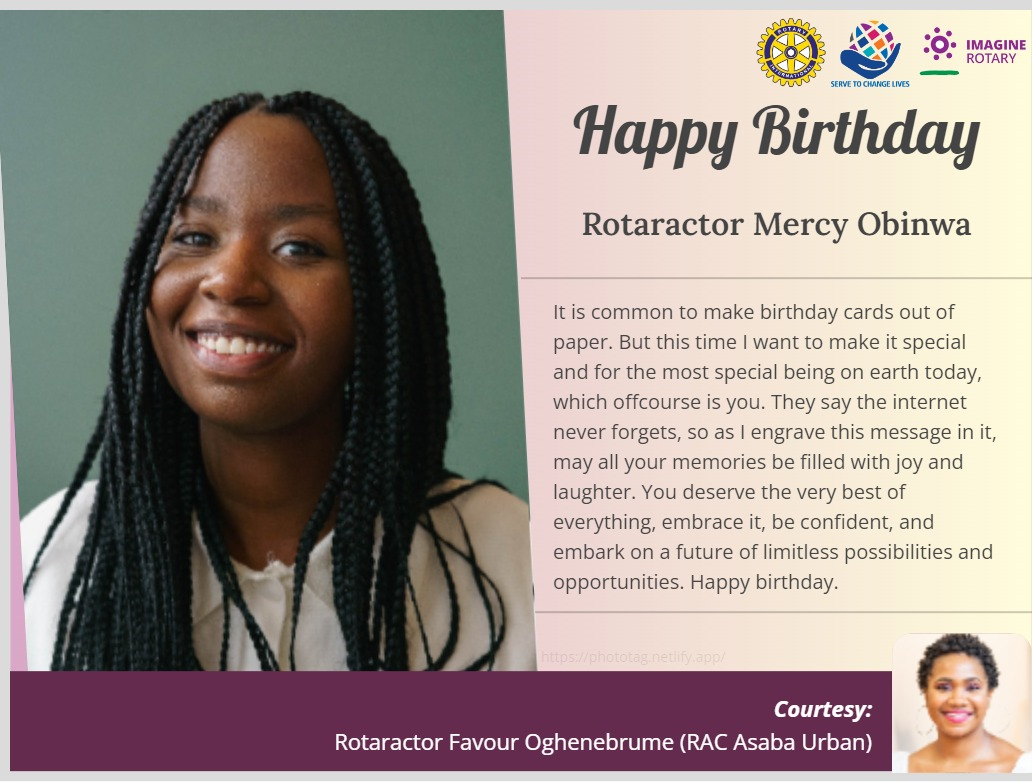 ROTARY
INTERNATIONAL
SERVE TO CHANGE LIVES
IMAGINE
ROTARY
Happy Birthday
Rotaractor Mercy Obinwa
It is common to make birthday cards out of
paper. But this time I want to make it special
and for the most special being on earth today,
which offcourse is you. They say the internet
never forgets, so as I engrave this message in it,
may all your memories be filled with joy and
laughter. You deserve the very best of
everything, embrace it, be confident, and
embark on a future of limitless possibilities and
opportunities. Happy birthday.
https://phototag.netlify.app/
Courtesy:
Rotaractor Favour Oghenebrume (RAC Asaba Urban)